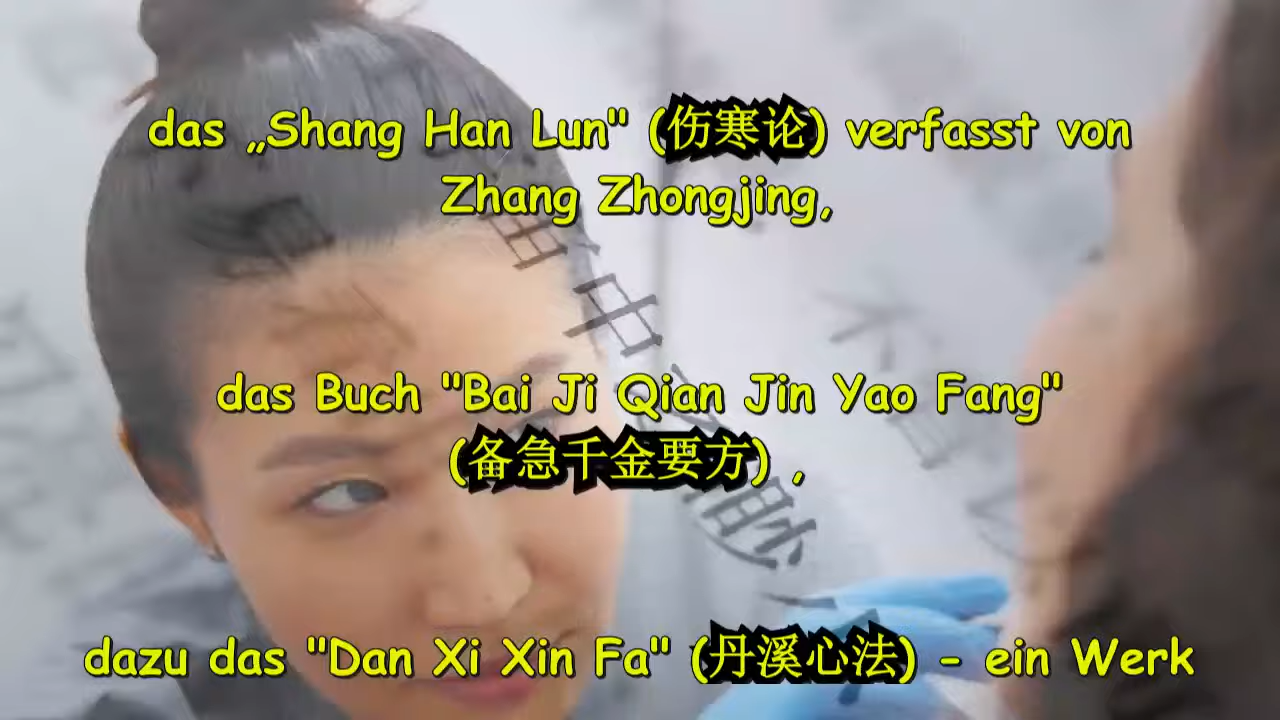 das „Shang Han Lun" (伤寒论) verfasst von
Zhang Zhongjing,
das Buch "Bai Ji Qian Jin Yao Fang"
(备急千金要方) ,
dazu das "Dan Xi Xin Fa" (丹溪心法) - ein Werk